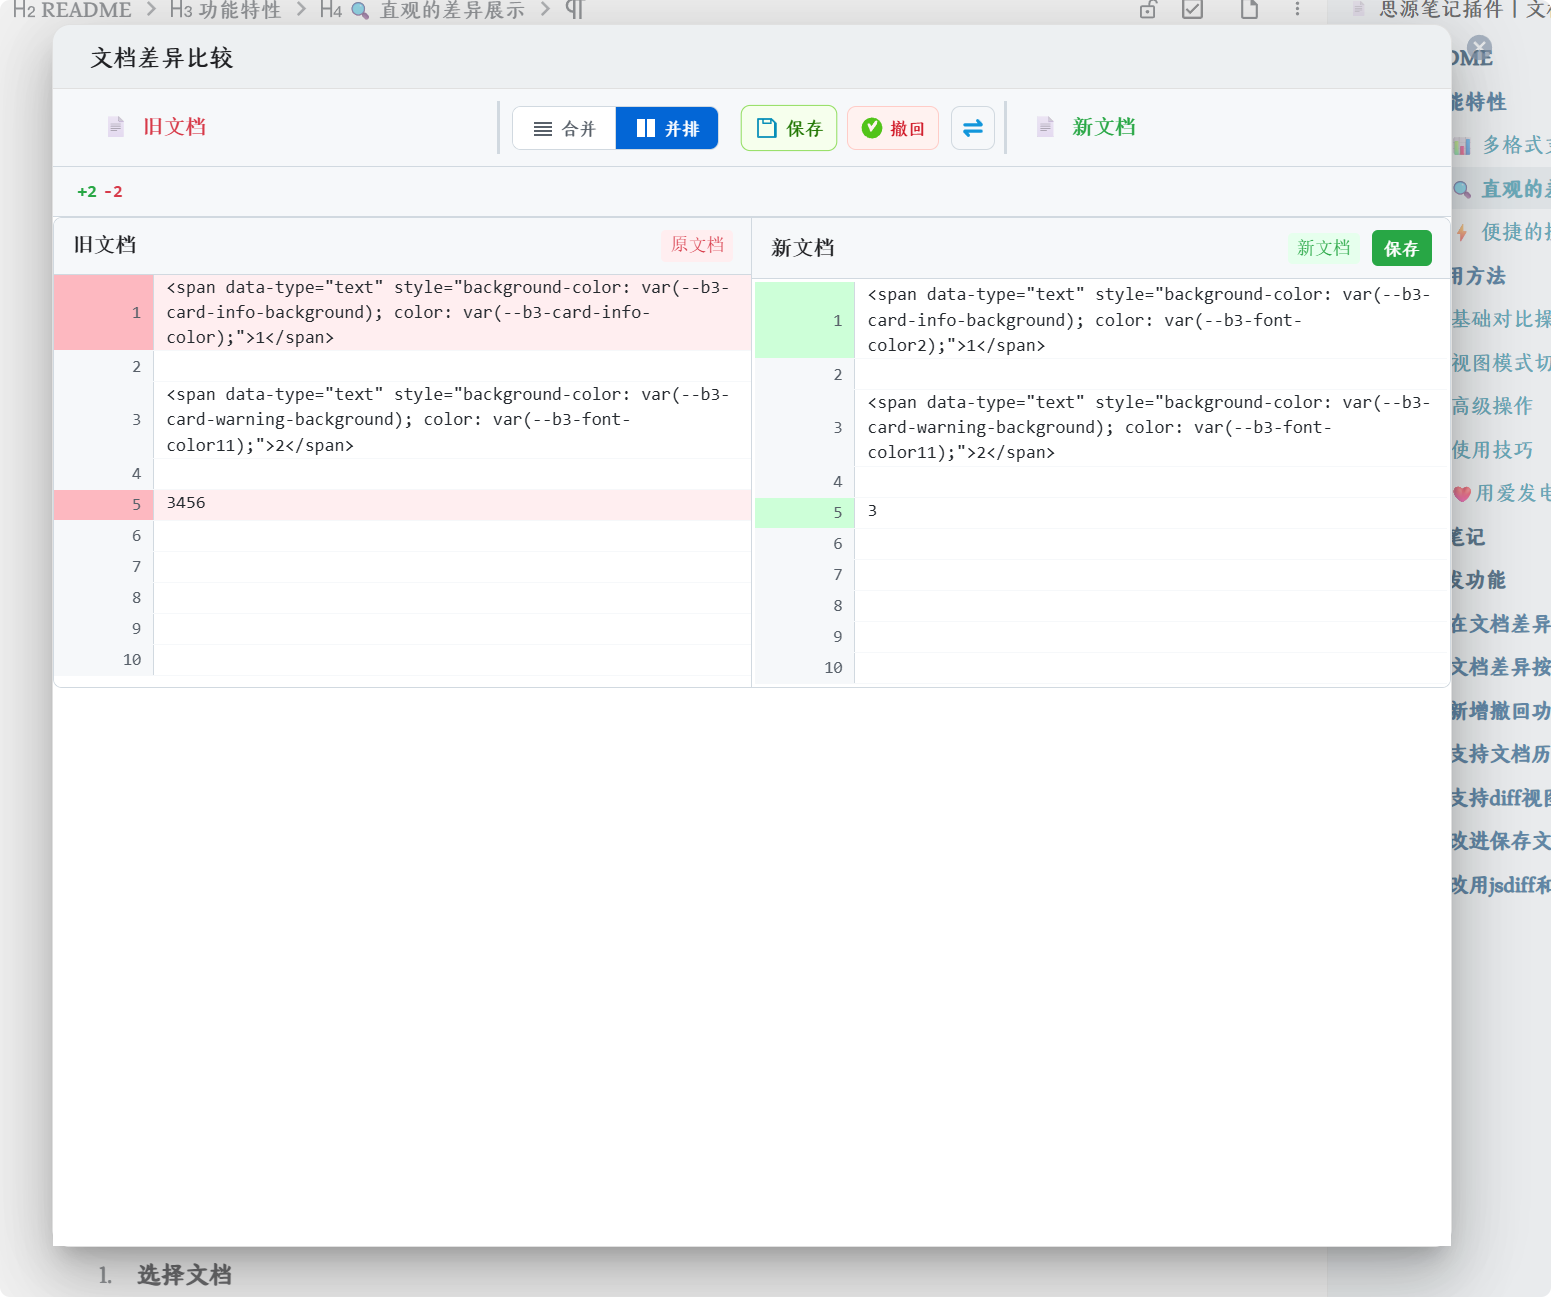 H2 README > H3 功能特性 > H4 🔍 直观的差异展示 >
思源笔记插件丨文
文档差异比较
旧文档
合并
并排
保存
撤回
新文档
+2 -2
旧文档
原文档
1 <span data-type="text" style="background-color: var(--b3-
card-info-background); color: var(--b3-card-info-
color);">1</span>
2
3 <span data-type="text" style="background-color: var(--b3-
card-warning-background); color: var(--b3-font-
color11);">2</span>
4
5 3456
6
7
8
9
10
新文档
新文档
保存
1 <span data-type="text" style="background-color: var(--b3-
card-info-background); color: var(--b3-font-
color2);">1</span>
2
3 <span data-type="text" style="background-color: var(--b3-
card-warning-background); color: var(--b3-font-
color11);">2</span>
4
5 3
6
7
8
9
10
ME
能特性
多格式
直观的
便捷的
用方法
基础对比操
视图模式切
高级操作
使用技巧
用爱发电
笔记
发功能
在文档差异
文档差异按
新增撤回功
支持文档历
支持diff视图
改进保存文
改用jsdiff和
1. 选择文档